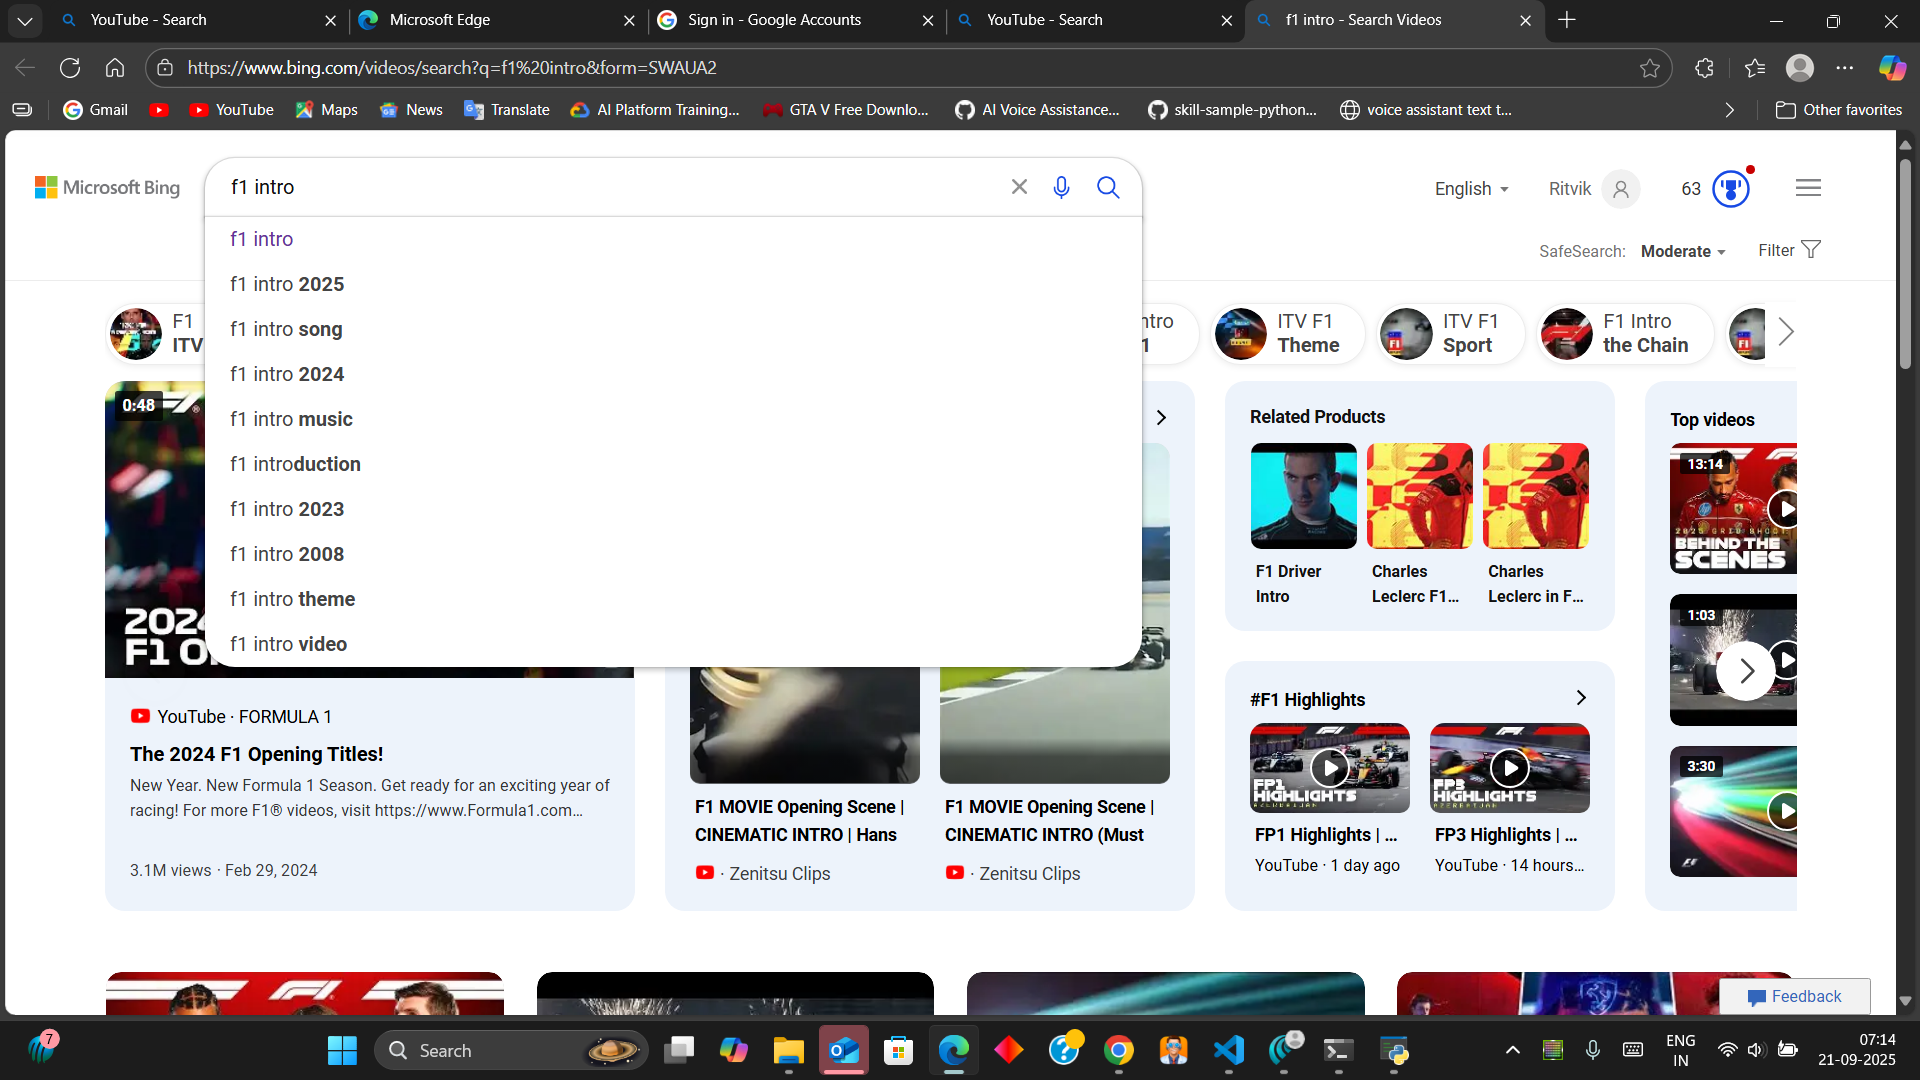 YouTube - Search
Microsoft Edge
Sign in - Google Accounts
YouTube - Search
f1 intro - Search Videos
https://www.bing.com/videos/search?q=f1%20intro&form=SWAUA2
Gmail
YouTube
Maps
News
Translate
AI Platform Training...
GTA V Free Downlo...
AI Voice Assistance...
skill-sample-python...
voice assistant text t...
Other favorites
Microsoft Bing
f1 intro
English
Ritvik
63
SafeSearch: Moderate
Filter
f1 intro
f1 intro 2025
f1 intro song
f1 intro 2024
f1 intro music
f1 introduction
f1 intro 2023
f1 intro 2008
f1 intro theme
f1 intro video
F1
ITV
ntro
1
ITV F1
Theme
ITV F1
Sport
F1 Intro
the Chain
0:48
2024
F1 O
YouTube · FORMULA 1
The 2024 F1 Opening Titles!
New Year. New Formula 1 Season. Get ready for an exciting year of
racing! For more F1® videos, visit https://www.Formula1.com...
3.1M views · Feb 29, 2024
F1 MOVIE Opening Scene |
CINEMATIC INTRO | Hans
· Zenitsu Clips
F1 MOVIE Opening Scene |
CINEMATIC INTRO (Must
· Zenitsu Clips
Related Products
F1 Driver
Intro
Charles
Leclerc F1...
Charles
Leclerc in F...
#F1 Highlights
FP1
HIGHLIGHTS
AZERBAIJAN
FP1 Highlights | ...
YouTube · 1 day ago
FP3
HIGHLIGHTS
AZERBAIJAN
FP3 Highlights | ...
YouTube · 14 hours...
Top videos
13:14
2025 GRID SHOOT
BEHIND THE
SCENES
1:03
3:30
Feedback
7
Search
ENG
IN
07:14
21-09-2025